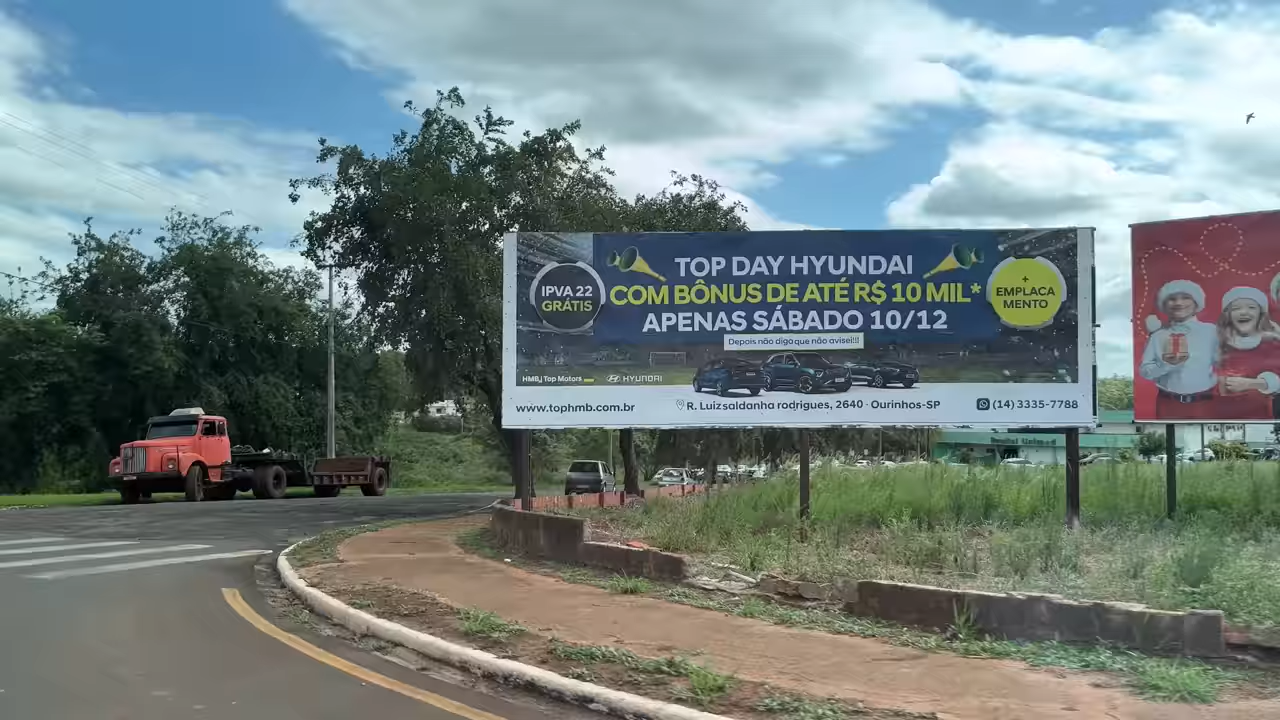 IPVA 22
GRÁTIS
TOP DAY HYUNDAI
COM BÔNUS DE ATÉ R$ 10 MIL*
APENAS SÁBADO 10/12
+
EMPLACA
MENTO
Depois não digo que não avisei!!!
HMB| Top Motors
HYUNDAI
www.tophmb.com.br
R. Luizsaldanha rodrigues, 2640 · Ourinhos-SP
(14) 3335-7788